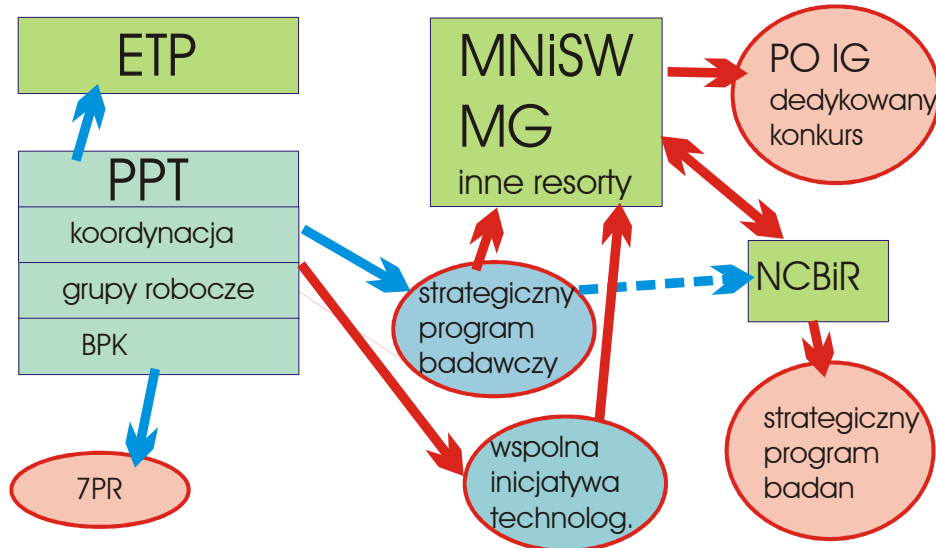 ETP
PPT
koordynacja
grupy robocze
BPK
7PR
MNiSW
MG
inne resorty
strategiczny
program
badawczy
wspolna
inicjatywa
technolog.
PO IG
dedykowany
konkurs
NCBiR
strategiczny
program
badan